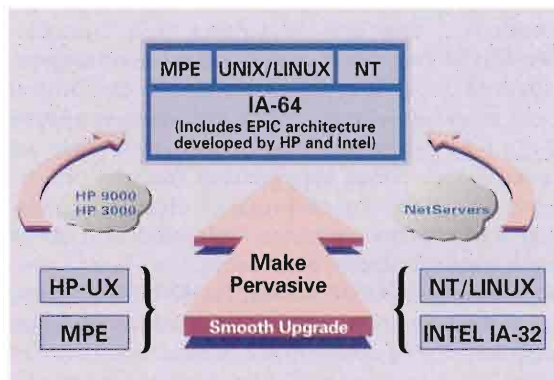 MPE UNIX/LINUX NT
IA-64
(Includes EPIC architecture
developed by HP and Intel)
HP 9000
HP 3000
NetServers
Make
Pervasive
HP-UX
MPE
Smooth Upgrade
NT/LINUX
INTEL IA-32